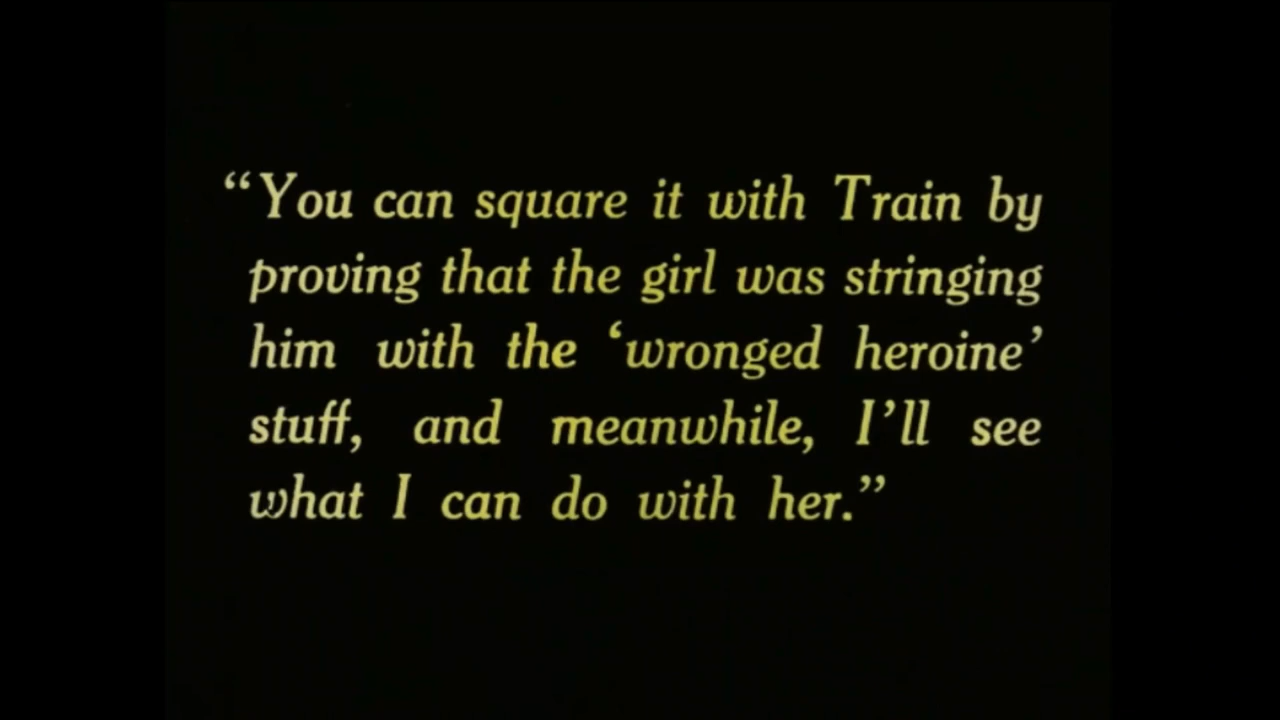 “You can square it with Train by
proving that the girl was stringing
him with the ‘wronged heroine’
stuff, and meanwhile, I’ll see
what I can do with her.”